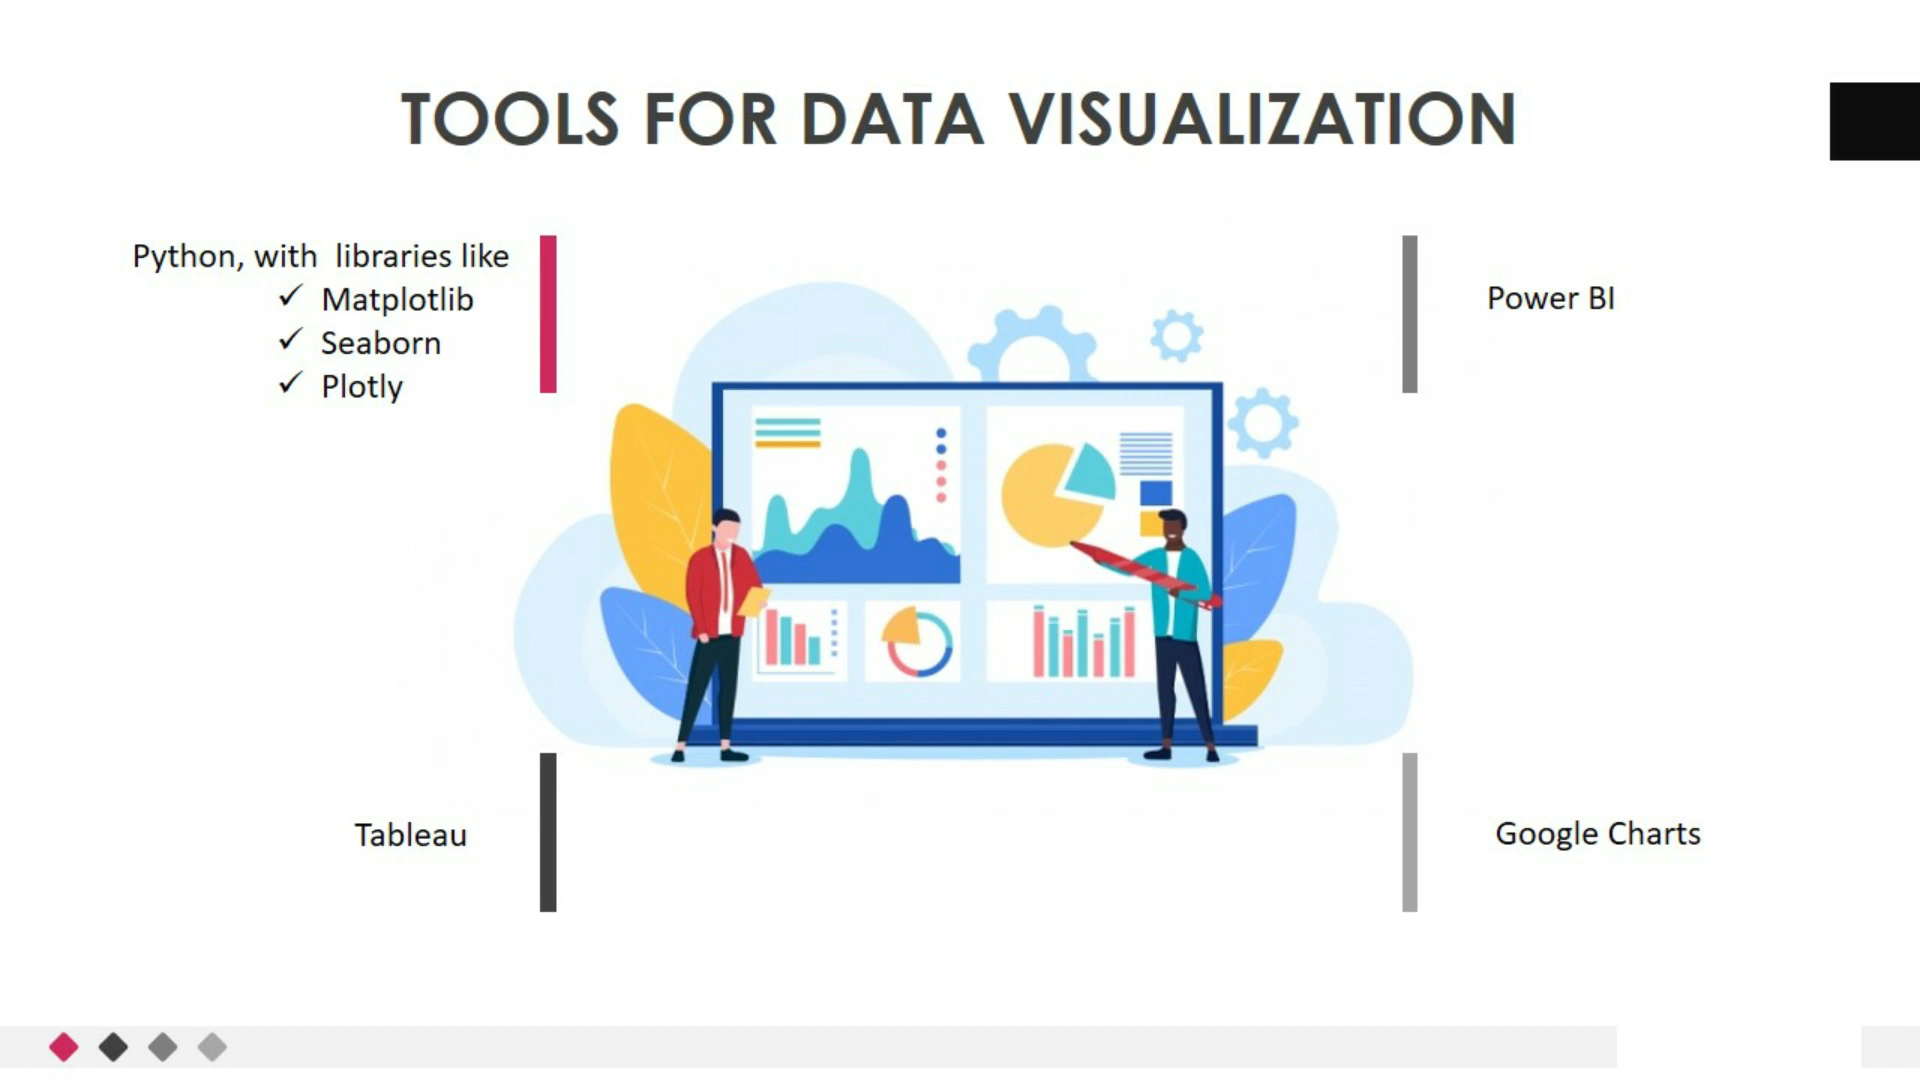 TOOLS FOR DATA VISUALIZATION
Python, with  libraries like
✓ Matplotlib
✓ Seaborn
✓ Plotly
Power BI
Tableau
Google Charts